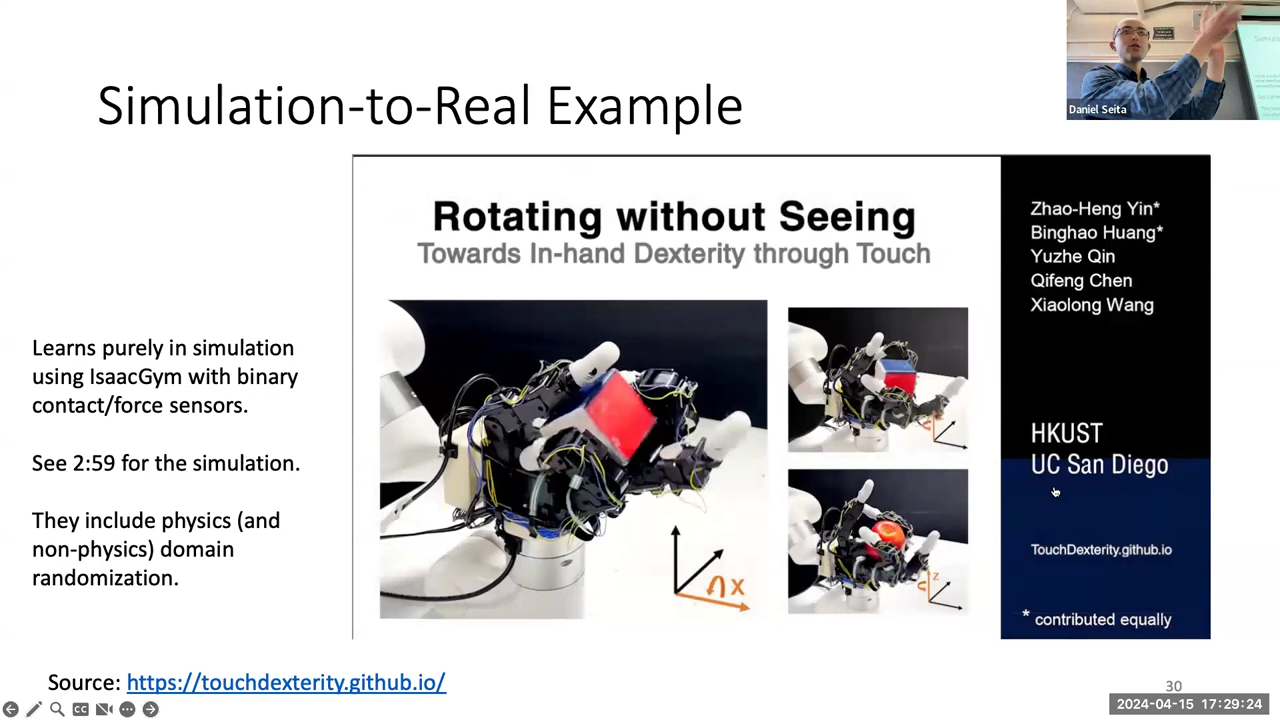 Simulation-to-Real Example
Daniel Seita
Rotating without Seeing
Towards In-hand Dexterity through Touch
Zhao-Heng Yin*
Binghao Huang*
Yuzhe Qin
Qifeng Chen
Xiaolong Wang
HKUST
UC San Diego
TouchDexterity.github.io
* contributed equally
X
Z
Learns purely in simulation
using IsaacGym with binary
contact/force sensors.
See 2:59 for the simulation.
They include physics (and
non-physics) domain
randomization.
Source: https://touchdexterity.github.io/
30
CC
2024-04-15 17:29:24